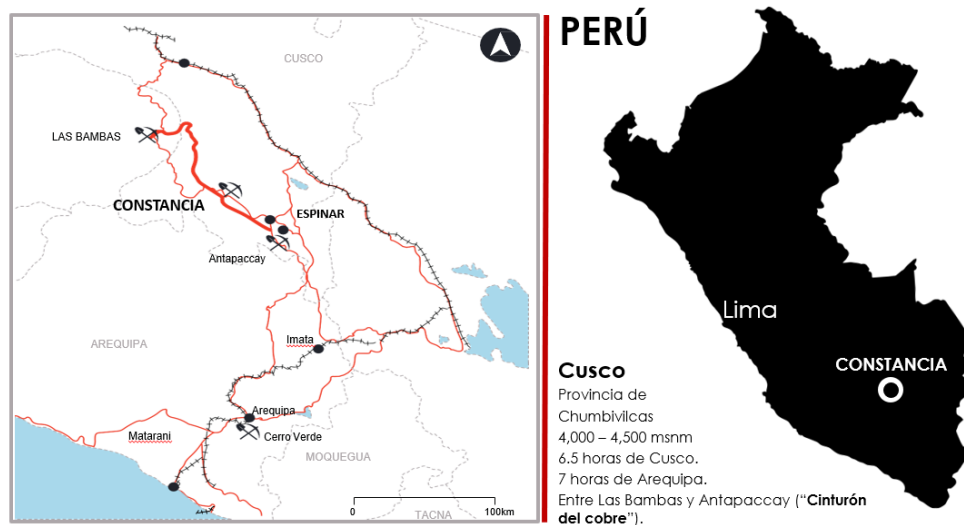 CUSCO
LAS BAMBAS
CONSTANCIA
ESPINAR
Antapaccay
AREQUIPA
Imata
Arequipa
Matarani
Cerro Verde
MOQUEGUA
0
100km
TACNA
PERÚ
Lima
CONSTANCIA
Cusco
Provincia de
Chumbivilcas
4,000 – 4,500 msnm
6.5 horas de Cusco.
7 horas de Arequipa.
Entre Las Bambas y Antapaccay (“Cinturón
del cobre”).